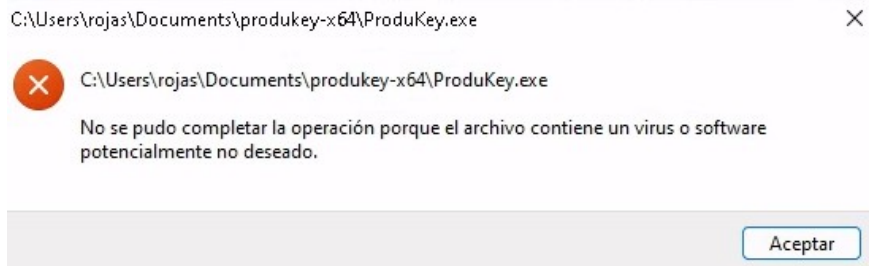 C:\Users\rojas\Documents\produkey-x64\ProduKey.exe
C:\Users\rojas\Documents\produkey-x64\ProduKey.exe
No se pudo completar la operación porque el archivo contiene un virus o software
potencialmente no deseado.
Aceptar